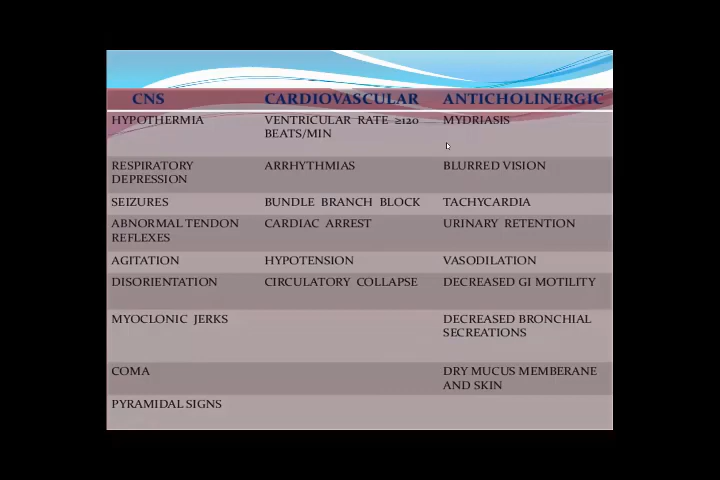 CNS CARDIOVASCULAR ANTICHOLINERGIC
HYPOTHERMIA VENTRICULAR RATE ≥120 MYDRIASIS
BEATS/MIN
RESPIRATORY ARRHYTHMIAS BLURRED VISION
DEPRESSION
SEIZURES BUNDLE BRANCH BLOCK TACHYCARDIA
ABNORMAL TENDON CARDIAC ARREST URINARY RETENTION
REFLEXES
AGITATION HYPOTENSION VASODILATION
DISORIENTATION CIRCULATORY COLLAPSE DECREASED GI MOTILITY
MYOCLONIC JERKS DECREASED BRONCHIAL
SECREATIONS
COMA DRY MUCUS MEMBERANE
AND SKIN
PYRAMIDAL SIGNS